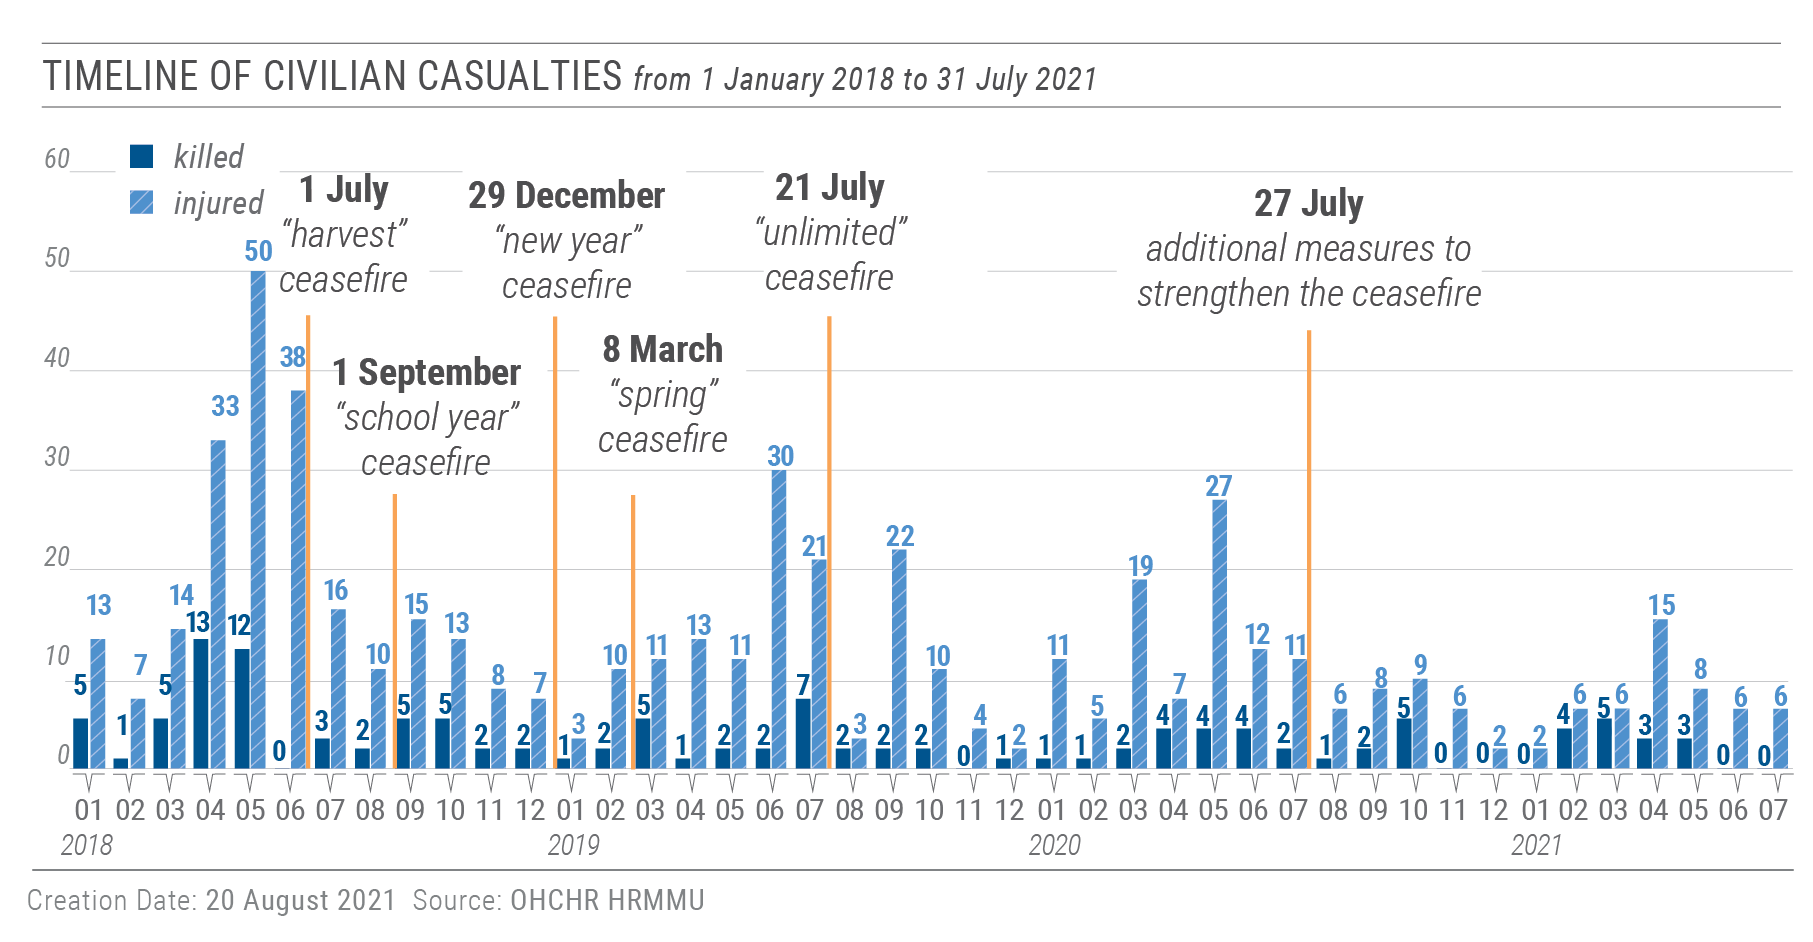 TIMELINE OF CIVILIAN CASUALTIES from 1 January 2018 to 31 July 2021
killed
injured
60
50
40
30
20
10
0
1 July
“harvest”
ceasefire
1 September
“school year”
ceasefire
29 December
“new year”
ceasefire
8 March
“spring”
ceasefire
21 July
“unlimited”
ceasefire
27 July
additional measures to
strengthen the ceasefire
5 13 1 7 5 14 13 33 12 50 0 38 3 16 2 10 5 15 5 13 2 8 2 7
1 3 2 10 5 11 1 13 2 11 2 30 7 21 2 3 2 22 2 10 0 4 1 2
1 11 1 5 2 19 4 7 4 27 4 12 2 11 1 6 2 8 5 9 0 6 0 2
0 2 4 6 5 6 3 15 3 8 0 6 0 6
01 02 03 04 05 06 07 08 09 10 11 12 01 02 03 04 05 06 07 08 09 10 11 12 01 02 03 04 05 06 07 08 09 10 11 12 01 02 03 04 05 06 07
2018 2019 2020 2021
Creation Date: 20 August 2021 Source: OHCHR HRMMU